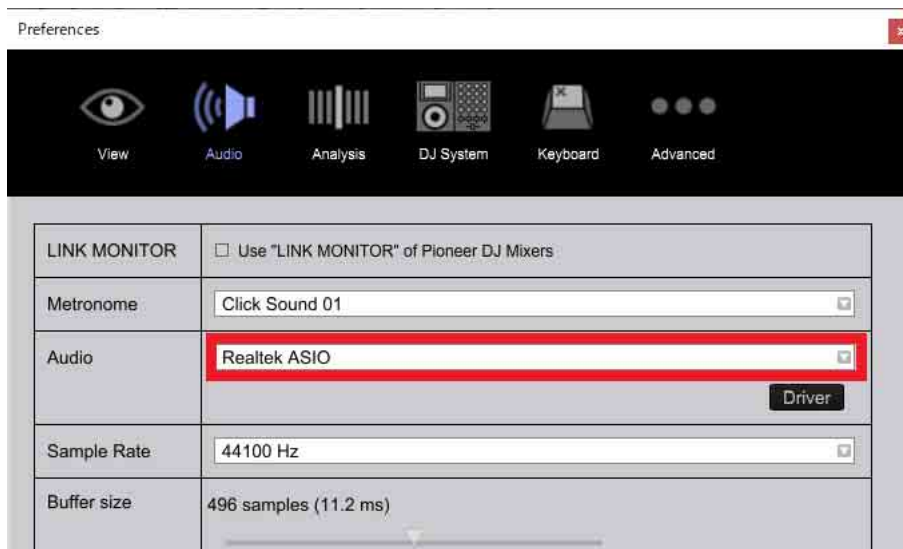 Preferences
View Audio Analysis DJ System Keyboard Advanced
LINK MONITOR Use "LINK MONITOR" of Pioneer DJ Mixers
Metronome Click Sound 01
Audio Realtek ASIO
Driver
Sample Rate 44100 Hz
Buffer size 496 samples (11.2 ms)